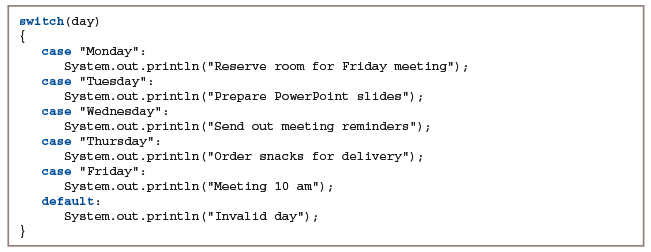 switch(day)
{
   case "Monday":
      System.out.println("Reserve room for Friday meeting");
   case "Tuesday":
      System.out.println("Prepare PowerPoint slides");
   case "Wednesday":
      System.out.println("Send out meeting reminders");
   case "Thursday":
      System.out.println("Order snacks for delivery");
   case "Friday":
      System.out.println("Meeting 10 am");
   default:
      System.out.println("Invalid day");
}